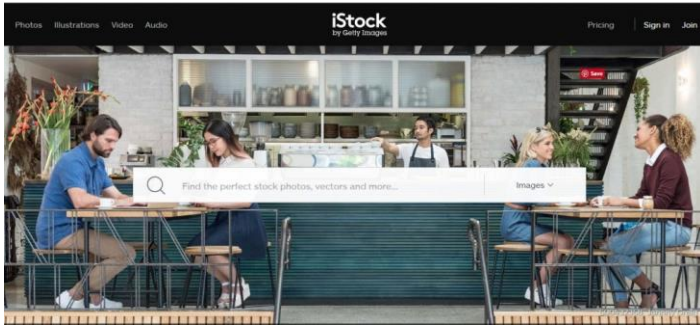 Photos Illustrations Video Audio
iStock
by Getty Images
Pricing Sign in Join
Save
Find the perfect stock photos, vectors and more...
Images